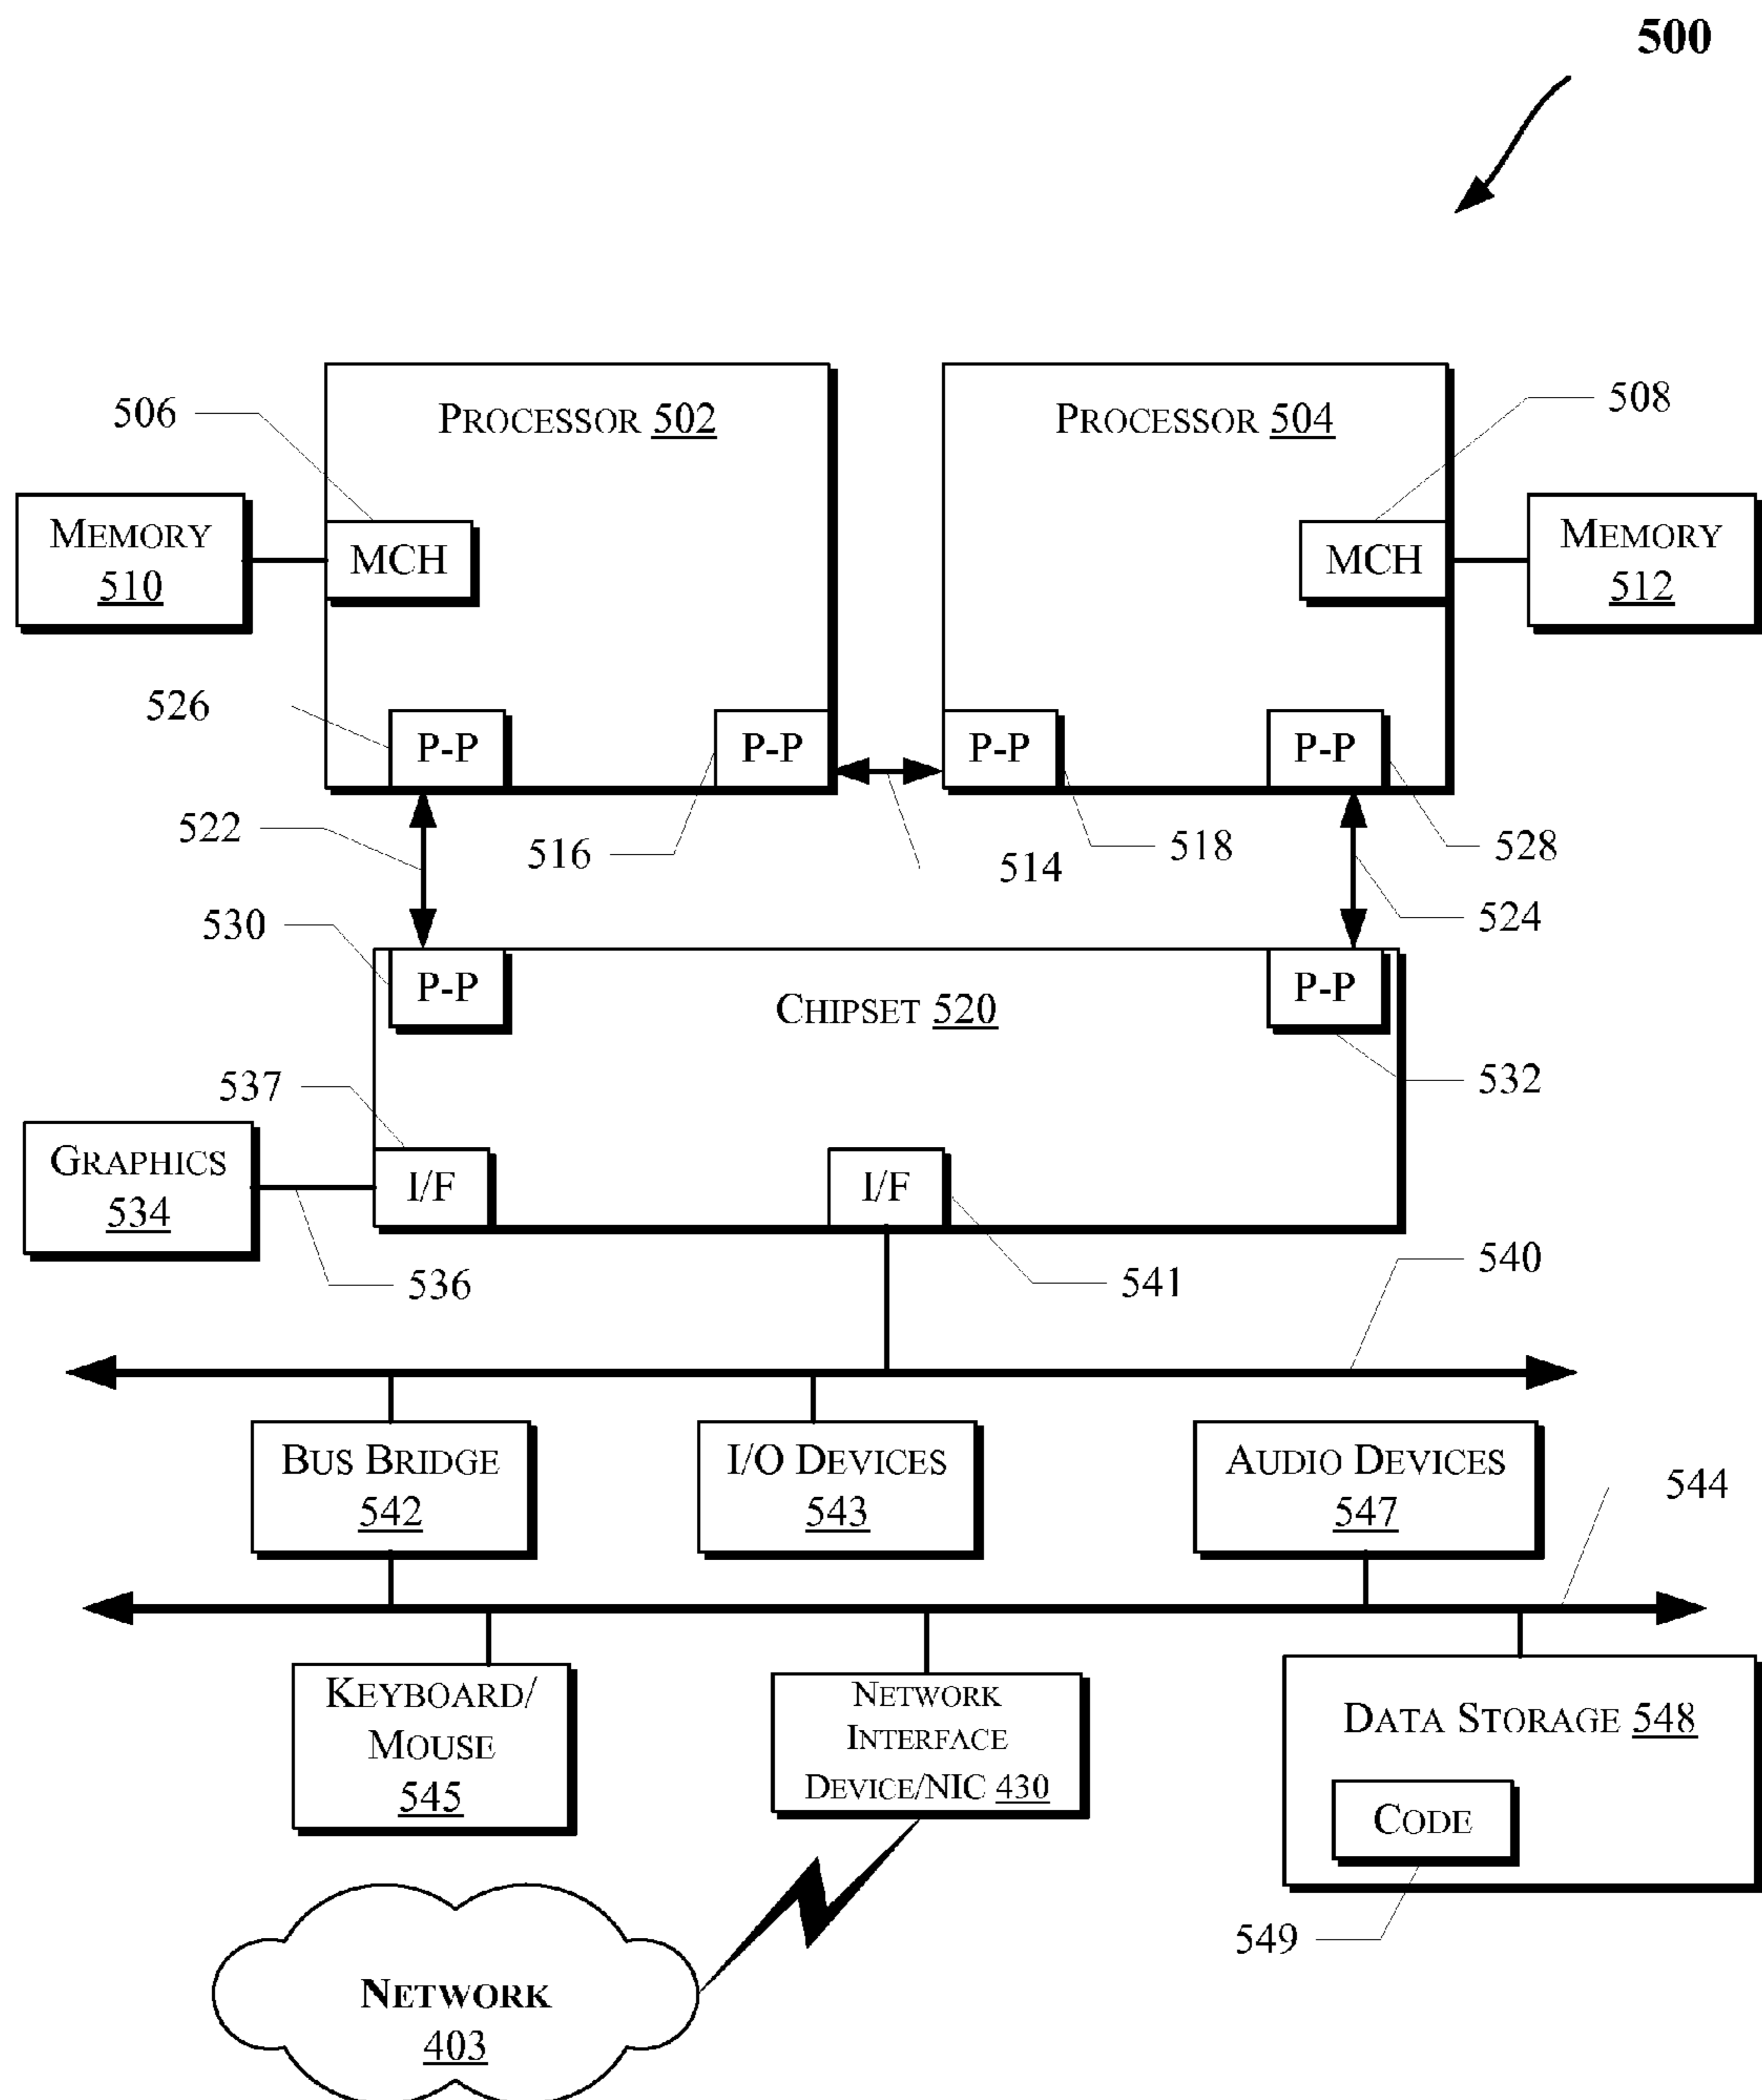 500
PROCESSOR 502
PROCESSOR 504
506
508
MEMORY
510
MCH
MCH
MEMORY
512
526
P-P
P-P
P-P
P-P
522
516
514
518
528
524
530
P-P
CHIPSET 520
P-P
537
532
GRAPHICS
534
I/F
I/F
536
541
540
BUS BRIDGE
542
I/O DEVICES
543
AUDIO DEVICES
547
544
KEYBOARD/
MOUSE
545
NETWORK
INTERFACE
DEVICE/NIC 430
DATA STORAGE 548
CODE
549
NETWORK
403